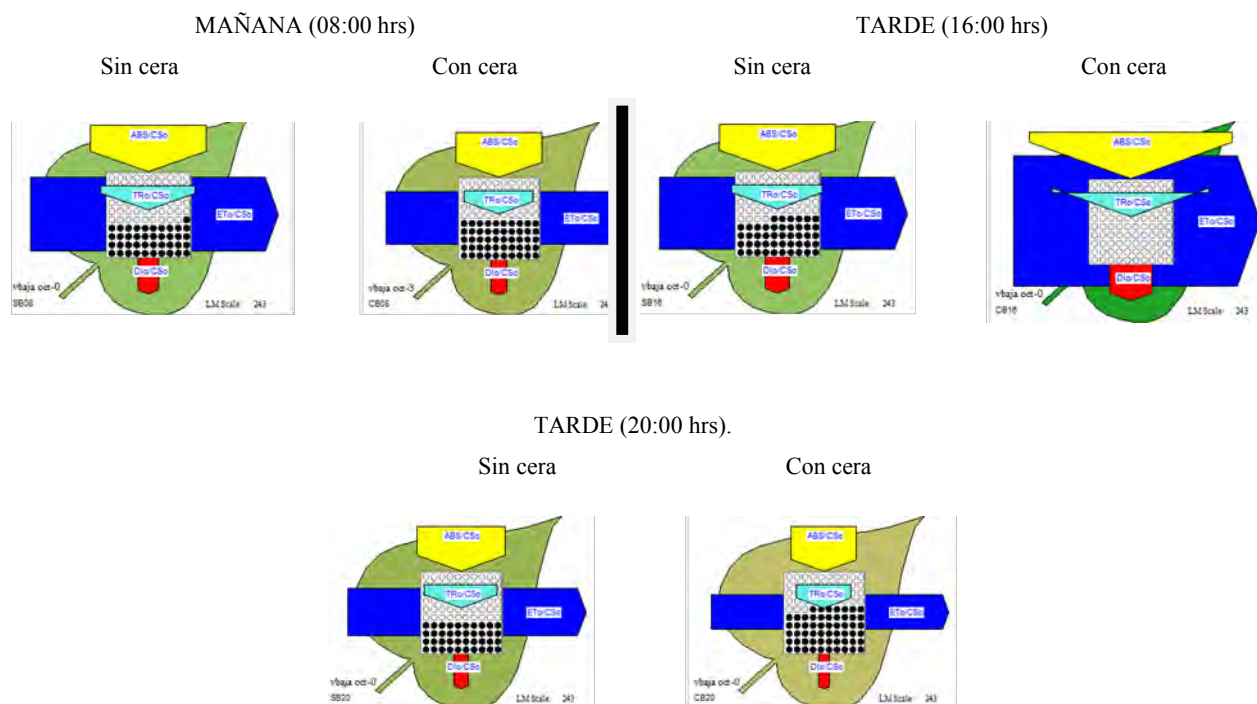 MAÑANA (08:00 hrs)
TARDE (16:00 hrs)
Sin cera
Con cera
Sin cera
Con cera
ABS/CSo
TRo/CSo
ETo/CSo
DIo/CSo
vbaja oct-0
SB08
LM Scale 243
ABS/CSo
TRo/CSo
ETo/CSo
DIo/CSo
vbaja oct-3
LM Scale
ABS/CSo
TRo/CSo
ETo/CSo
DIo/CSo
vbaja oct-0
SB16
LM Scale 243
ABS/CSo
TRo/CSo
ETo/CSo
DIo/CSo
vbaja oct-0
CB16
LM Scale 243
TARDE (20:00 hrs).
Sin cera
Con cera
ABS/CSo
TRo/CSo
ETo/CSo
DIo/CSo
vbaja oct-0
SB20
LM Scale 243
ABS/CSo
TRo/CSo
ETo/CSo
DIo/CSo
vbaja oct-0
CB20
LM Scale 243